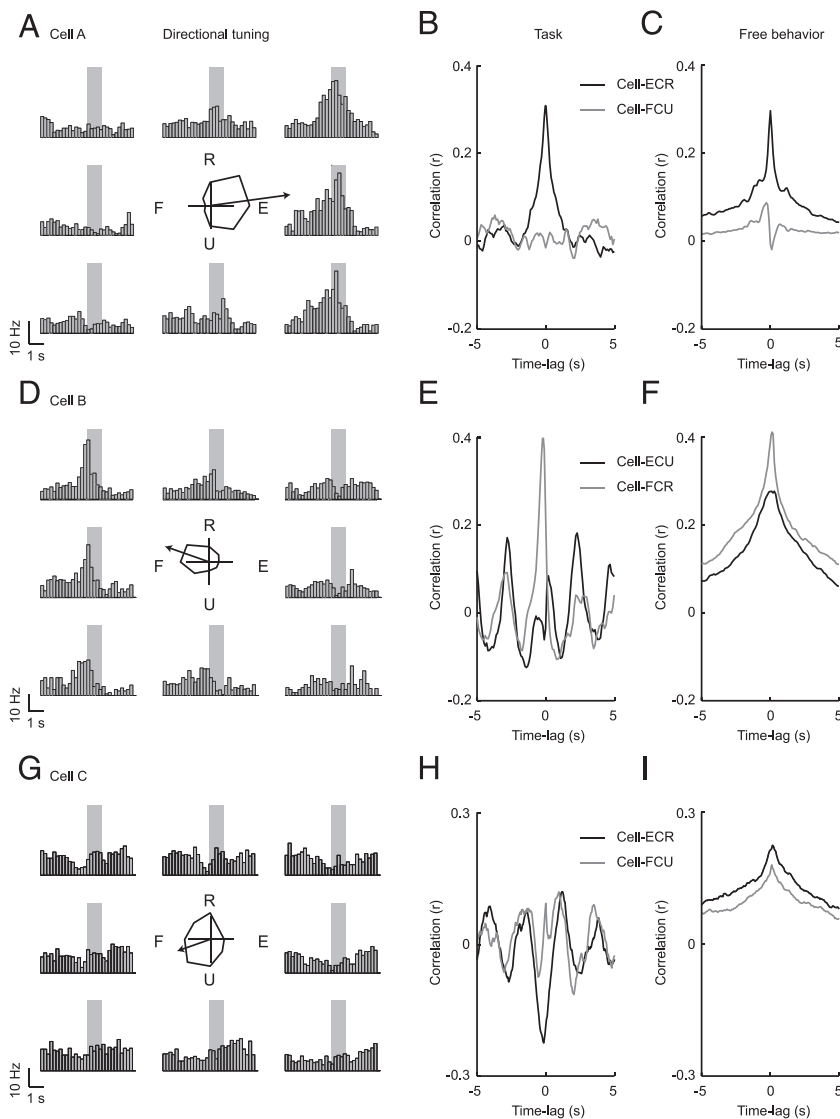 A Cell A Directional tuning
R
F E
U
10 Hz
1 s
B Task
0.4
0.2
0
-0.2
Correlation (r)
Cell-ECR
Cell-FCU
-5 0 5
Time-lag (s)
C Free behavior
0.4
0.2
0
-0.2
Correlation (r)
-5 0 5
Time-lag (s)
D Cell B
R
F E
U
10 Hz
1 s
E
0.4
0.2
0
-0.2
Correlation (r)
Cell-ECU
Cell-FCR
-5 0 5
Time-lag (s)
F
0.4
0.2
0
-0.2
Correlation (r)
-5 0 5
Time-lag (s)
G Cell C
R
F E
U
10 Hz
1 s
H
0.3
0
-0.3
Correlation (r)
Cell-ECR
Cell-FCU
-5 0 5
Time-lag (s)
I
0.3
0
-0.3
Correlation (r)
-5 0 5
Time-lag (s)